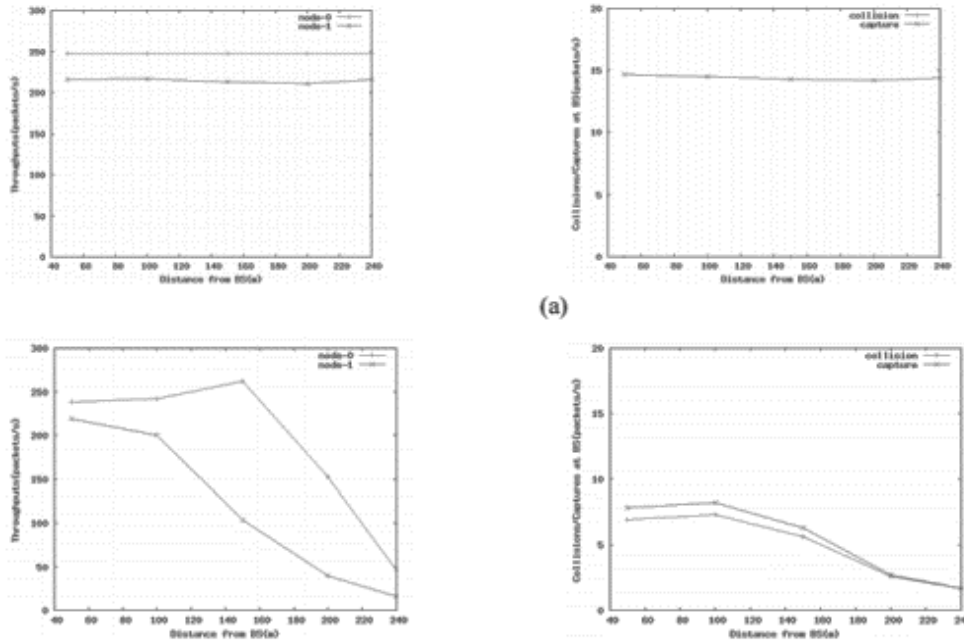 300
250
200
150
100
50
0
Throughputs(packets/s)
node-0
node-1
40 60 80 100 120 140 160 180 200 220 240
Distance from BS(m)
20
15
10
5
0
Collisions/Captures at BS(packets/s)
collision
capture
40 60 80 100 120 140 160 180 200 220 240
Distance from BS(m)
(a)
300
250
200
150
100
50
0
Throughputs(packets/s)
node-0
node-1
40 60 80 100 120 140 160 180 200 220 240
Distance from BS(m)
20
15
10
5
0
Collisions/Captures at BS(packets/s)
collision
capture
40 60 80 100 120 140 160 180 200 220 240
Distance from BS(m)